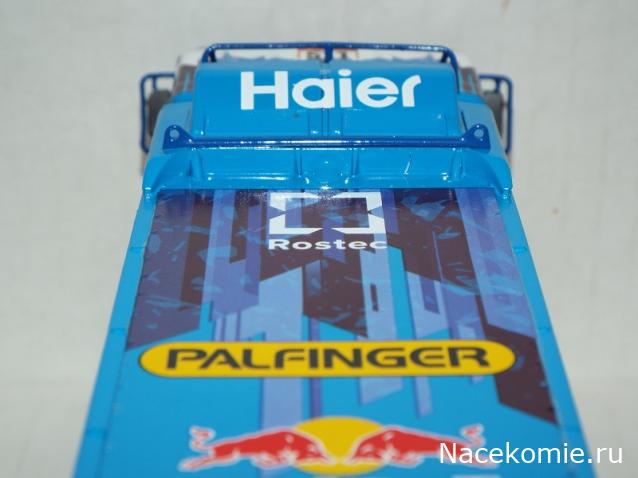 Haier
Rostec
PALFINGER
Nacekomie.ru